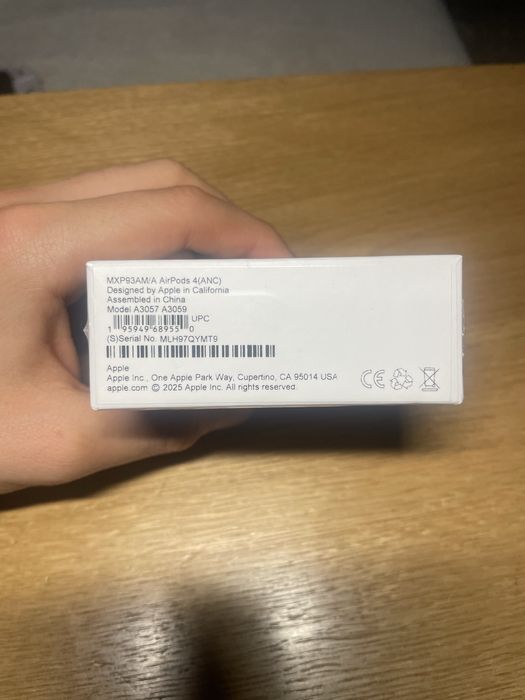 MXP93AM/A AirPods 4(ANC)
Designed by Apple in California
Assembled in China
Model A3057 A3059
UPC
1 95949 68955 0
(S)Serial No. MLH97QYMT9
Apple
Apple Inc., One Apple Park Way, Cupertino, CA 95014 USA
apple.com © 2025 Apple Inc. All rights reserved.
CE